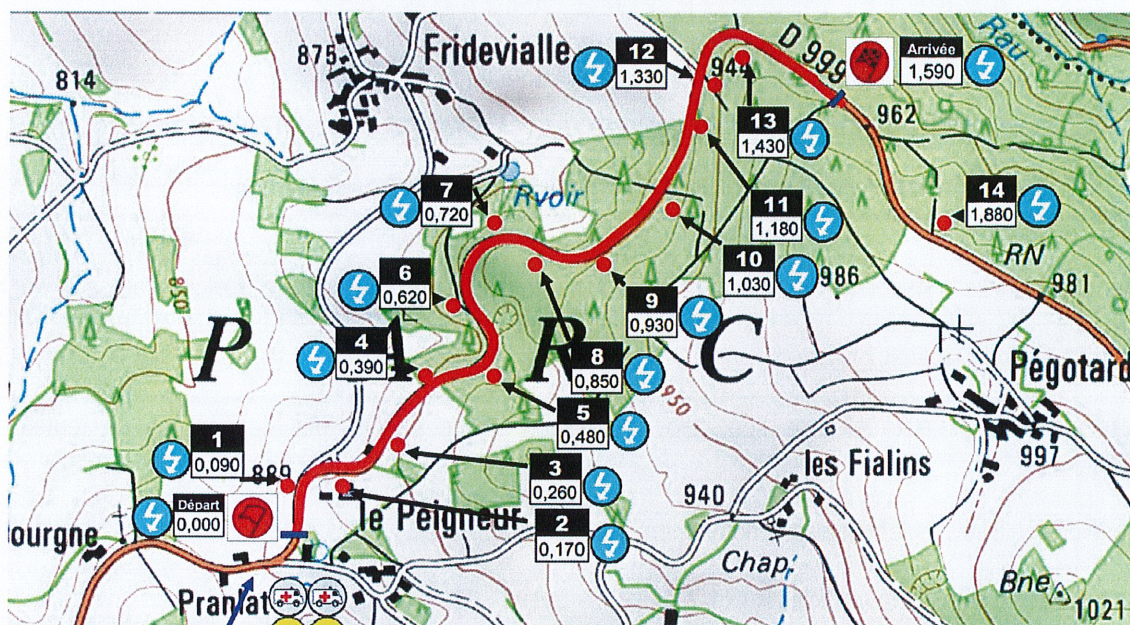 Fridevialle
875
814
12
1,330
944
D 999
Arrivée
1,590
Rau
962
13
1,430
7
0,720
Rvoir
11
1,180
14
1,880
RN
6
0,620
850
10
1,030
986
981
9
0,930
P A R C
4
0,390
8
0,850
950
Pégotard
5
0,480
1
0,090
889
3
0,260
les Fialins
997
940
Départ
0,000
le Peigneur
2
0,170
ourgne
Chap.
Pranlat
Bne
1021